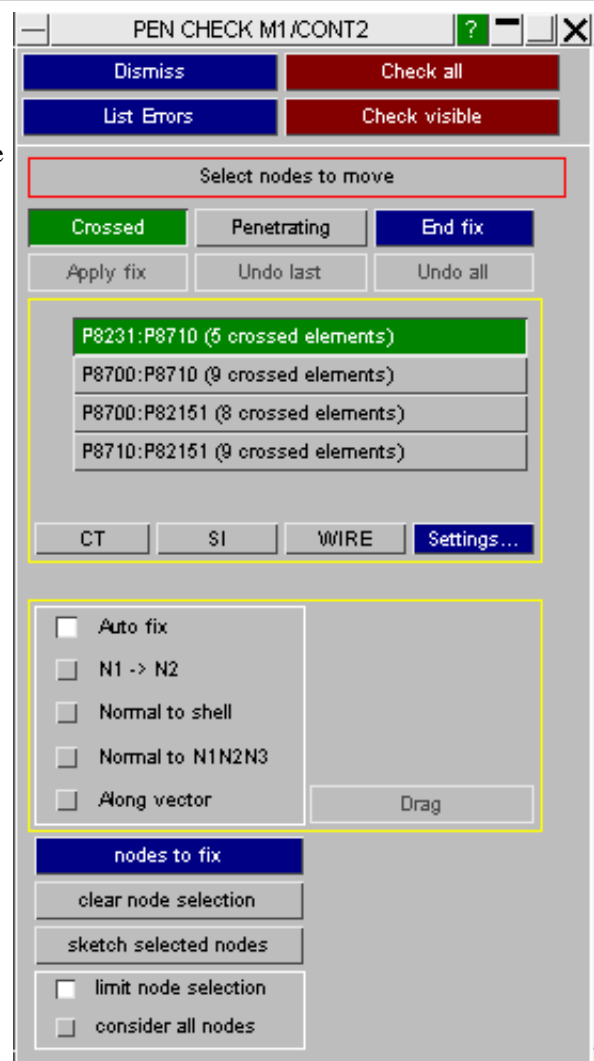 PEN CHECK M1/CONT2 ?
Dismiss Check all
List Errors Check visible
e
Select nodes to move
Crossed Penetrating End fix
Apply fix Undo last Undo all
P8231:P8710 (5 crossed elements)
P8700:P8710 (9 crossed elements)
P8700:P82151 (8 crossed elements)
P8710:P82151 (9 crossed elements)
CT SI WIRE Settings...
Auto fix
N1 -> N2
Normal to shell
Normal to N1N2N3
Along vector Drag
nodes to fix
clear node selection
sketch selected nodes
limit node selection
consider all nodes